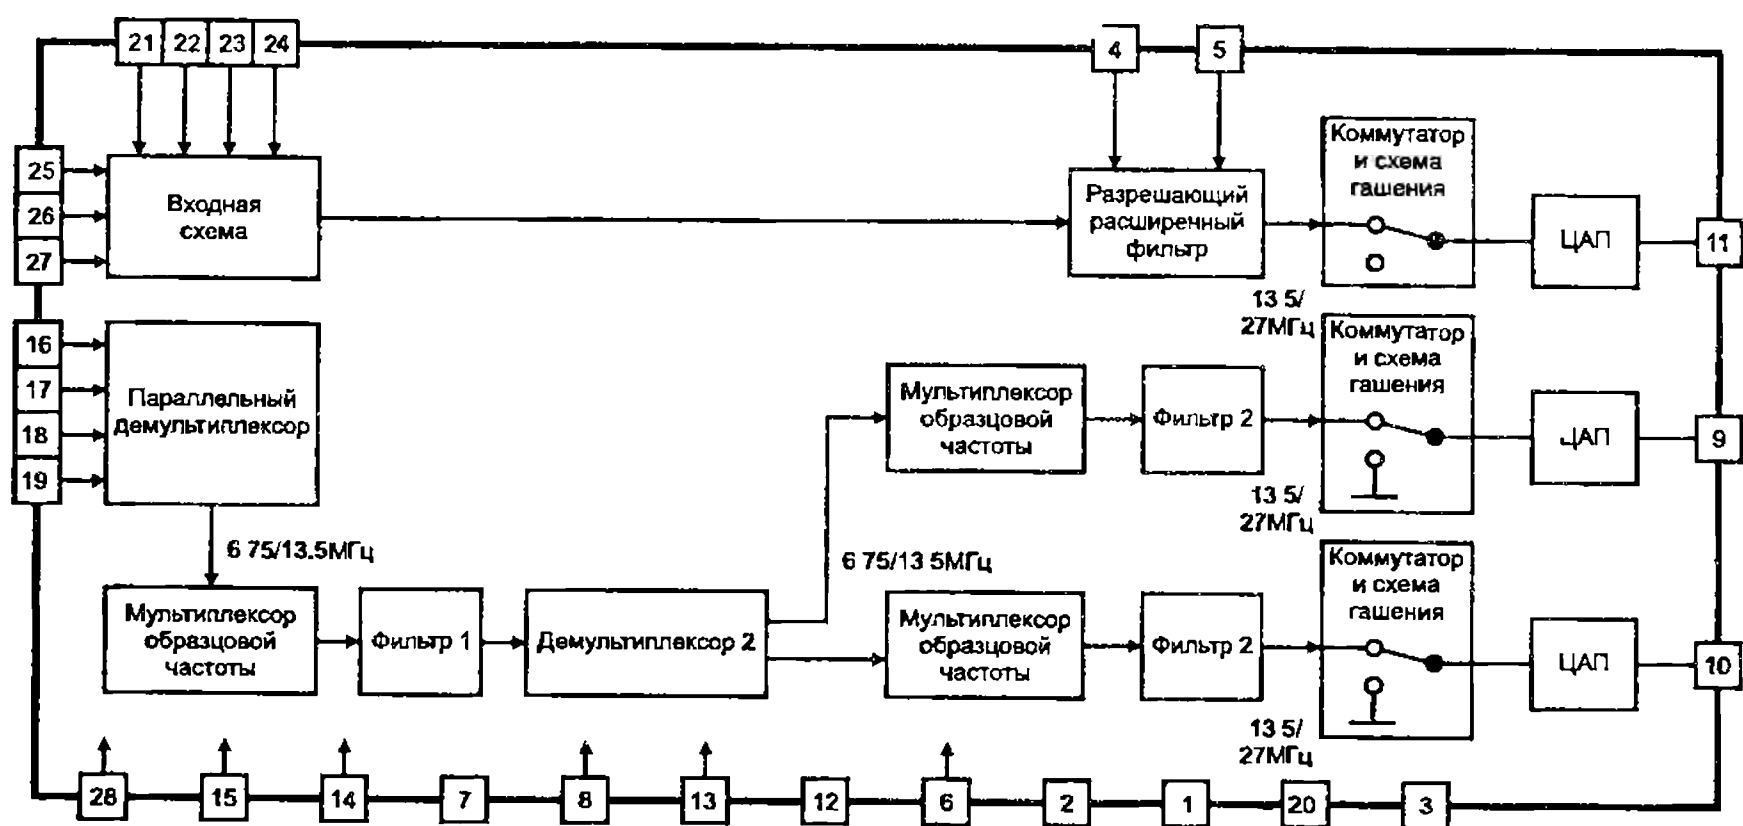 21 22 23 24
4 5
25
26
27
Входная
схема
Разрешающий
расширенный
фильтр
Коммутатор
и схема
гашения
ЦАП
11
13 5/
27МГц
16
17
18
19
Параллельный
демультиплексор
Мультиплексор
образцовой
частоты
Фильтр 2
Коммутатор
и схема
гашения
ЦАП
9
13 5/
27МГц
6 75/13.5МГц
6 75/13 5МГц
Мультиплексор
образцовой
частоты
Фильтр 1
Демультиплексор 2
Мультиплексор
образцовой
частоты
Фильтр 2
Коммутатор
и схема
гашения
ЦАП
10
13 5/
27МГц
28 15 14 7 8 13 12 6 2 1 20 3